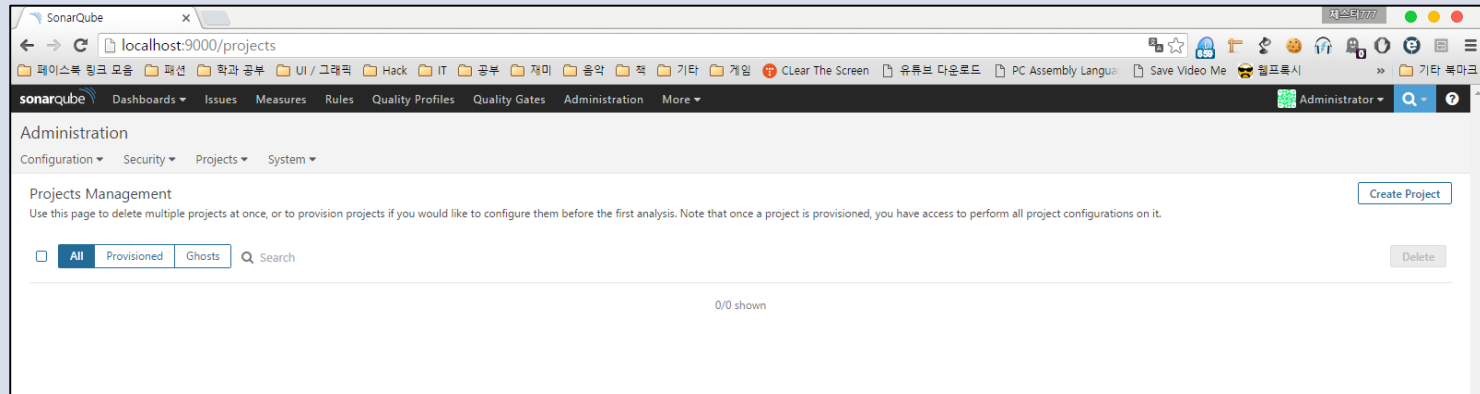 SonarQube
제스터777
localhost:9000/projects
페이스북 링크 모음 패션 학과 공부 UI / 그래픽 Hack IT 공부 재미 음악 책 기타 게임 CLear The Screen 유튜브 다운로드 PC Assembly Langua Save Video Me 웹프록시 » 기타 북마크
sonarqube Dashboards Issues Measures Rules Quality Profiles Quality Gates Administration More Administrator
Administration
Configuration Security Projects System
Projects Management Create Project
Use this page to delete multiple projects at once, or to provision projects if you would like to configure them before the first analysis. Note that once a project is provisioned, you have access to perform all project configurations on it.
All Provisioned Ghosts Search Delete
0/0 shown